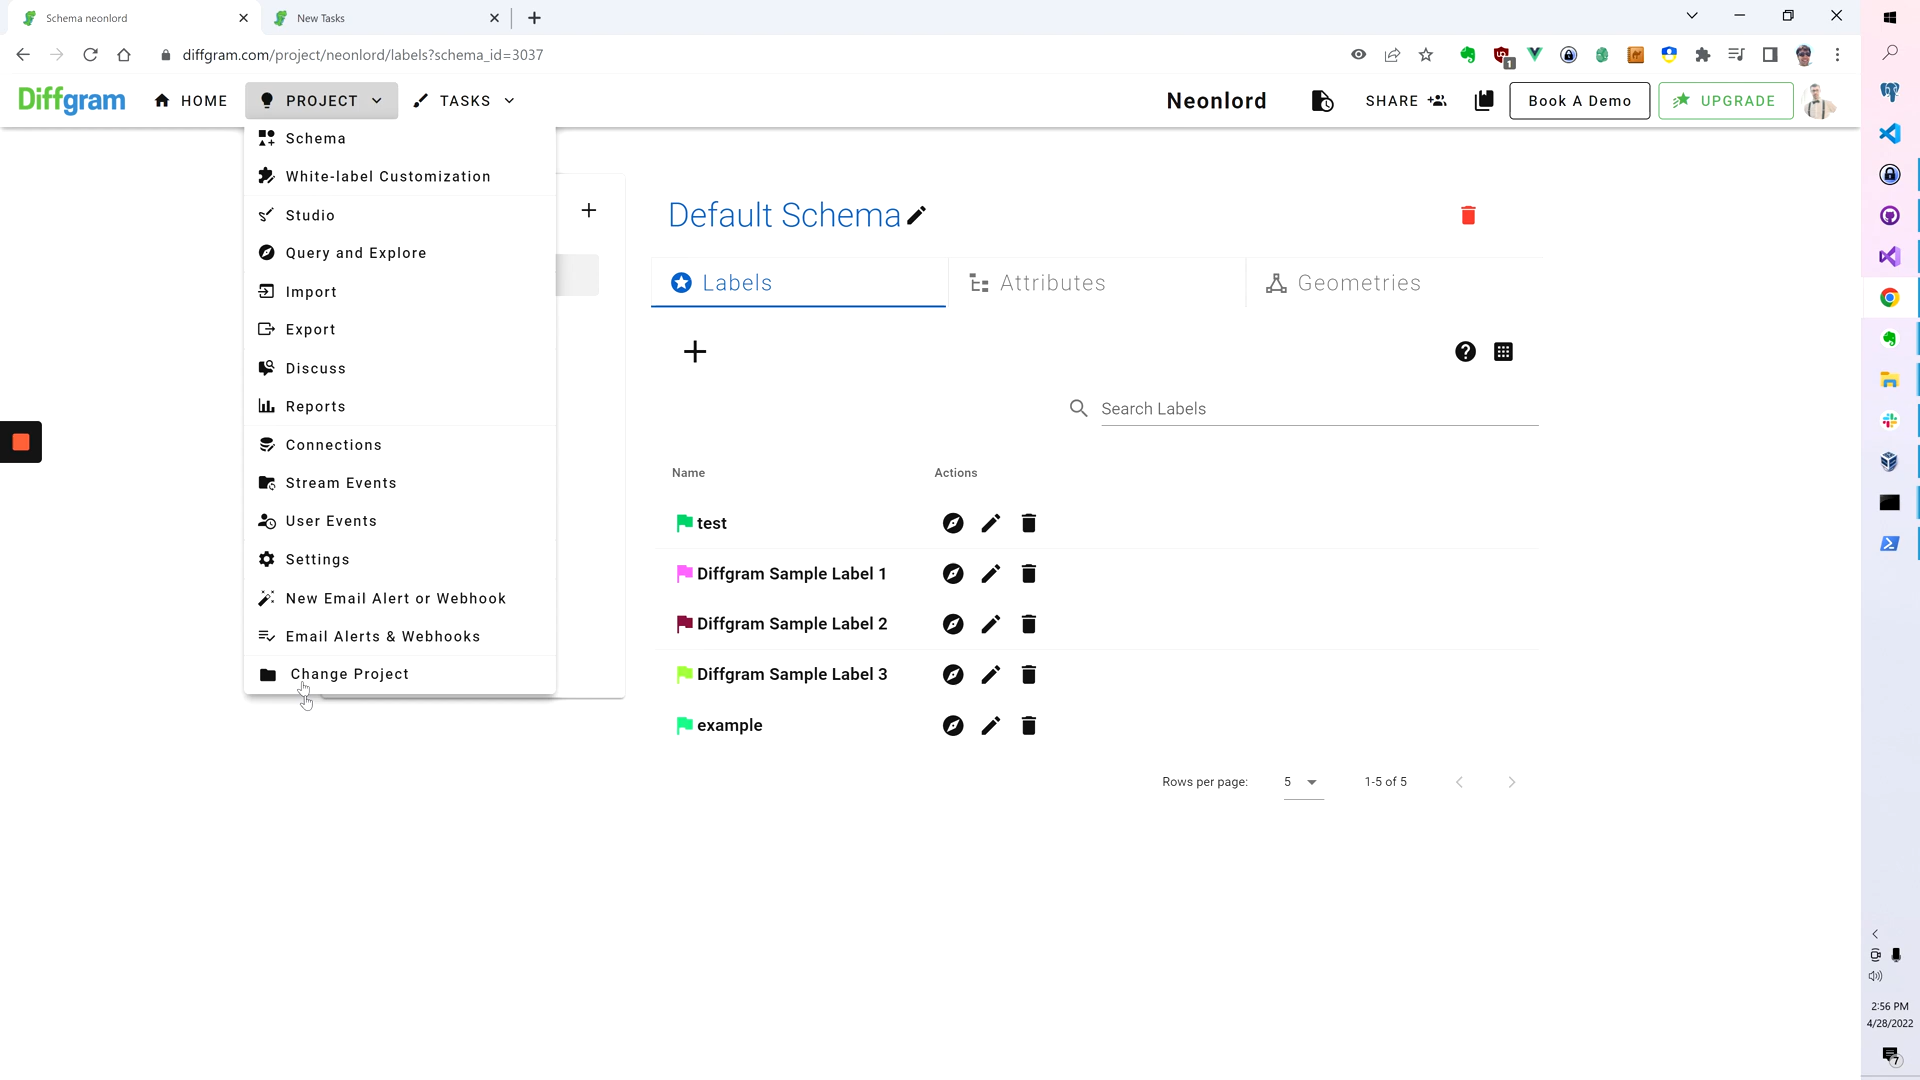 Schema neonlord
New Tasks
diffgram.com/project/neonlord/labels?schema_id=3037
1
Diffgram
HOME
PROJECT
TASKS
Neonlord
SHARE
Book A Demo
UPGRADE
Schema
White-label Customization
Studio
Query and Explore
Import
Export
Discuss
Reports
Connections
Stream Events
User Events
Settings
New Email Alert or Webhook
Email Alerts & Webhooks
Change Project
Default Schema
Labels
Attributes
Geometries
Search Labels
Name
Actions
test
Diffgram Sample Label 1
Diffgram Sample Label 2
Diffgram Sample Label 3
example
Rows per page:
5
1-5 of 5
2:56 PM
4/28/2022
7